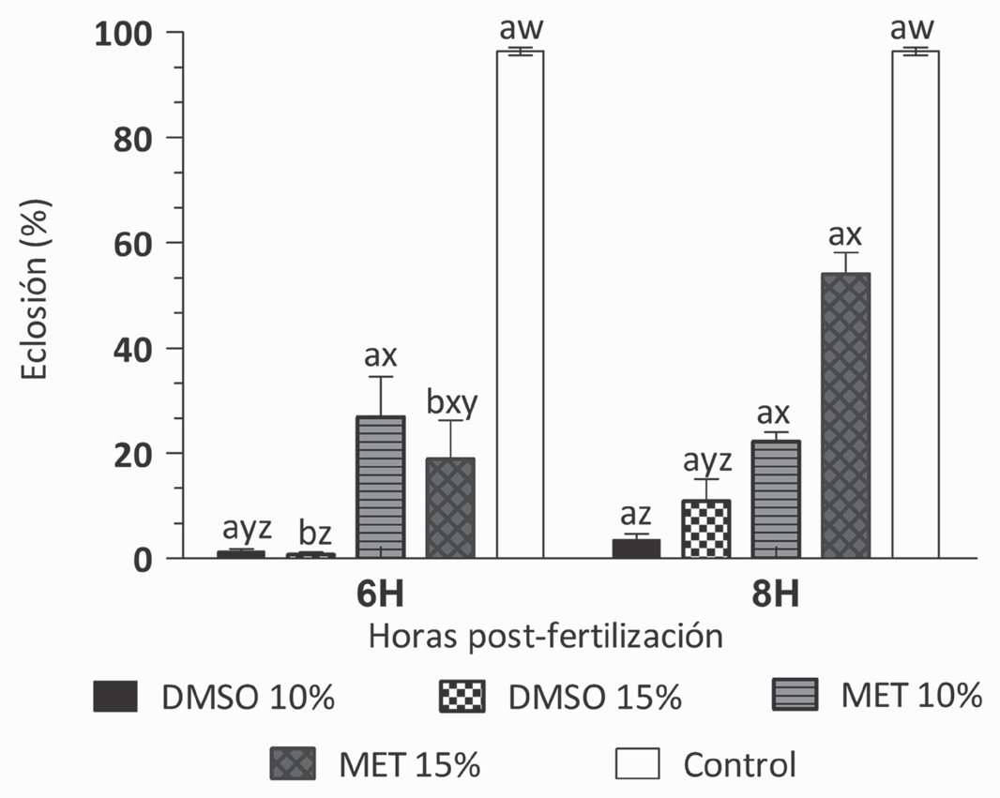 100
80
60
40
20
0
Eclosión (%)
ayz
bz
ax
bxy
aw
az
ayz
ax
ax
aw
6H
8H
Horas post-fertilización
DMSO 10%
DMSO 15%
MET 10%
MET 15%
Control